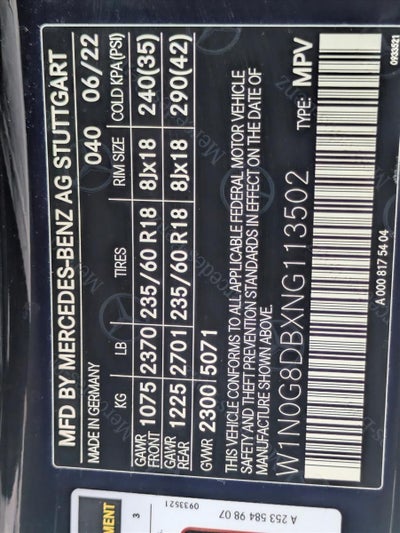 MFD BY MERCEDES-BENZ AG STUTTGART
MADE IN GERMANY 040 06/22
KG LB TIRES RIM SIZE COLD KPA (PSI)
GAWR FRONT 1075 2370 235/60 R18 8Jx18 240(35)
GAWR REAR 1225 2701 235/60 R18 8Jx18 290(42)
GVWR 2300 5071
THIS VEHICLE CONFORMS TO ALL APPLICABLE FEDERAL MOTOR VEHICLE
SAFETY AND THEFT PREVENTION STANDARDS IN EFFECT ON THE DATE OF
MANUFACTURE SHOWN ABOVE.
W1N0G8DBXNG113502 TYPE: MPV
A 000 817 54 04
0933521
MENT
3
0933521
A 253 584 98 07